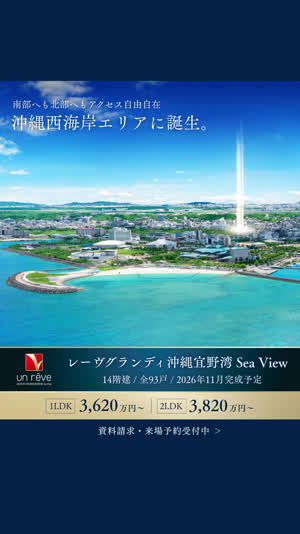 南部へも北部へもアクセス自由自在
沖縄西海岸エリアに誕生。
un rêve
レーヴグランディ沖縄宜野湾 Sea View
14階建 / 全93戸 / 2026年11月完成予定
1LDK 3,620万円~ 2LDK 3,820万円~
資料請求・来場予約受付中 >